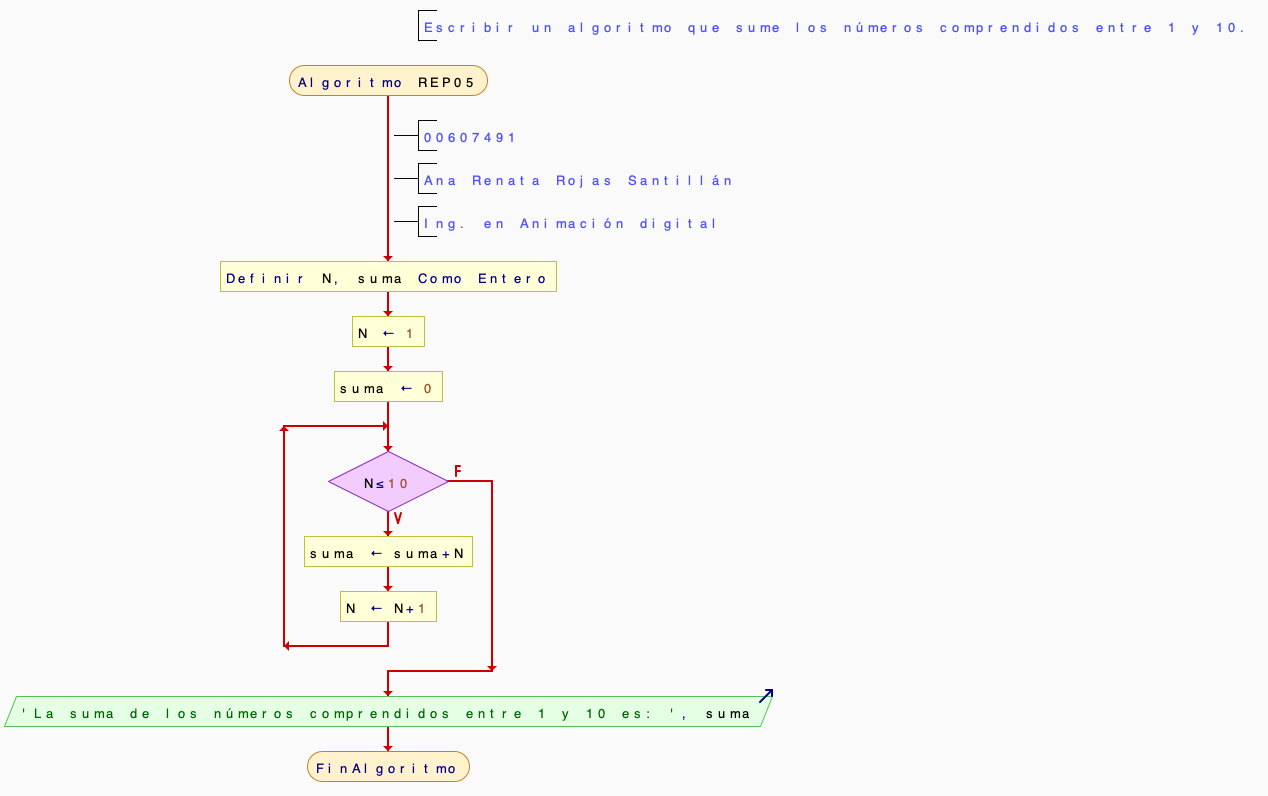 Escribir un algoritmo que sume los números comprendidos entre 1 y 10.
Algoritmo REP05
00607491
Ana Renata Rojas Santillán
Ing. en Animación digital
Definir N, suma Como Entero
N ← 1
suma ← 0
N≤10
F
V
suma ← suma+N
N ← N+1
'La suma de los números comprendidos entre 1 y 10 es: ', suma
FinAlgoritmo